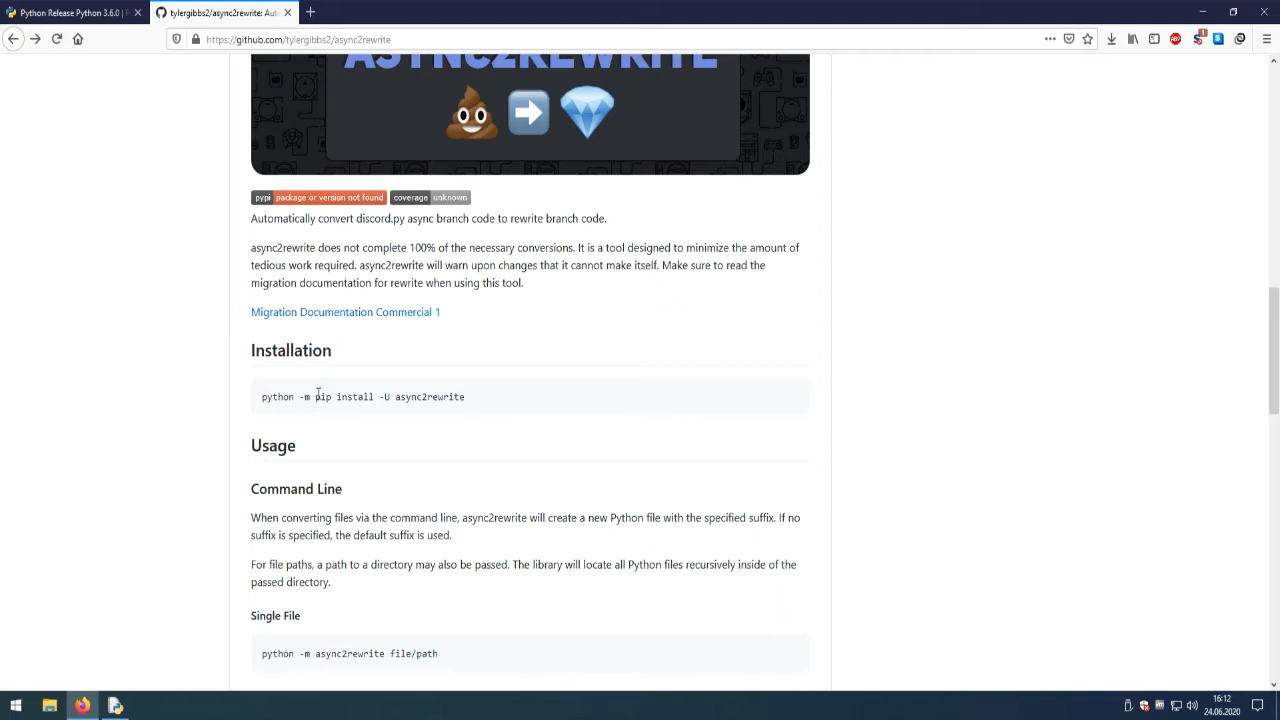 Python Release Python 3.6.0 | P
tylergibbs2/async2rewrite: Auto
https://github.com/tylergibbs2/async2rewrite
ASYNC2REWRITE
pypi package or version not found coverage unknown
Automatically convert discord.py async branch code to rewrite branch code.
async2rewrite does not complete 100% of the necessary conversions. It is a tool designed to minimize the amount of
tedious work required. async2rewrite will warn upon changes that it cannot make itself. Make sure to read the
migration documentation for rewrite when using this tool.
Migration Documentation Commercial 1
Installation
python -m pip install -U async2rewrite
Usage
Command Line
When converting files via the command line, async2rewrite will create a new Python file with the specified suffix. If no
suffix is specified, the default suffix is used.
For file paths, a path to a directory may also be passed. The library will locate all Python files recursively inside of the
passed directory.
Single File
python -m async2rewrite file/path
16:12
24.06.2020